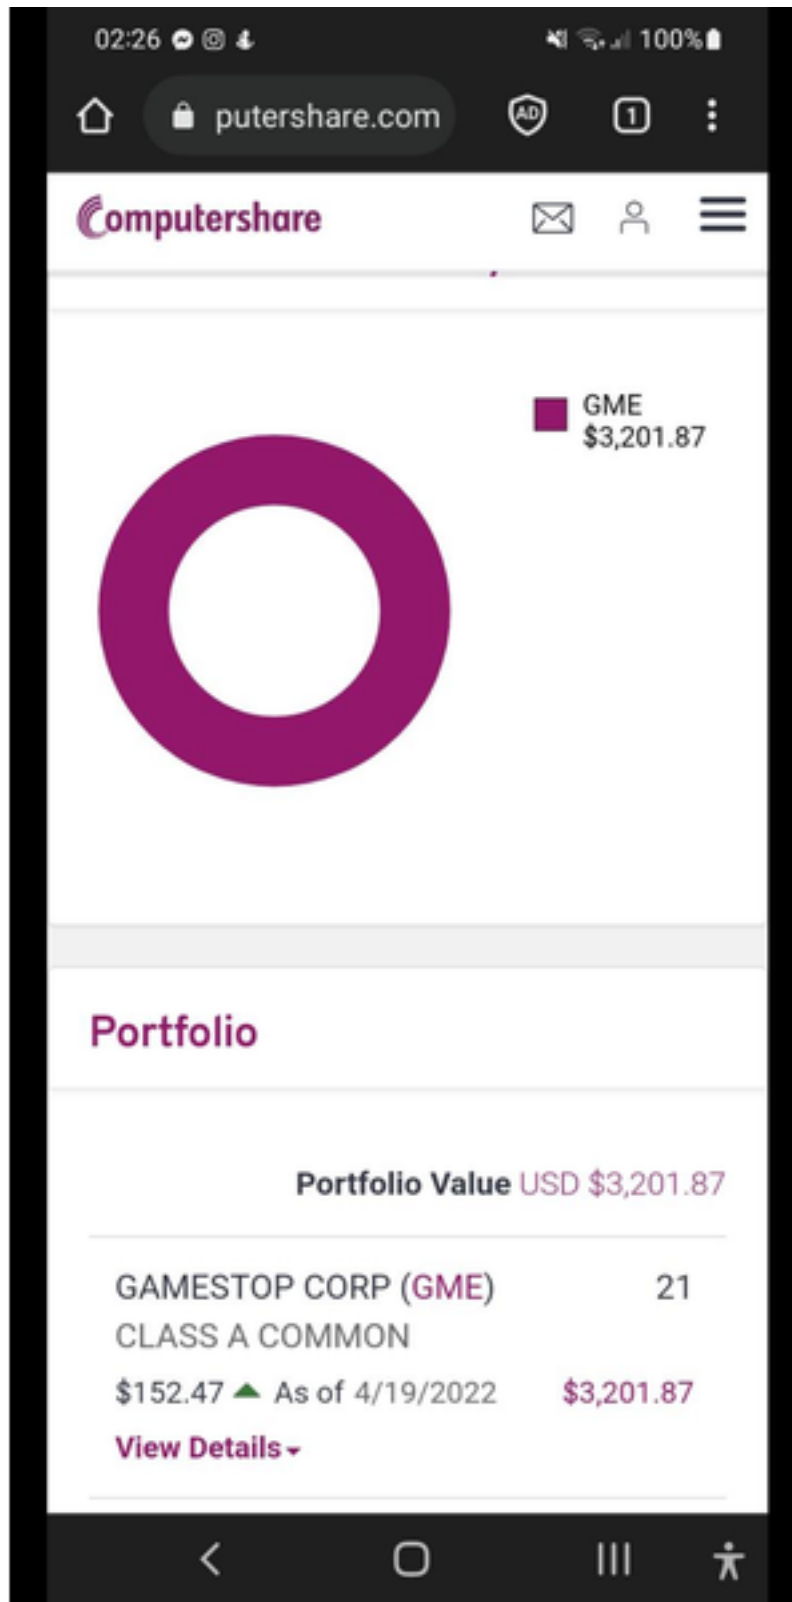 02:26 100%
putershare.com AD 1
Computershare
GME
$3,201.87
Portfolio
Portfolio Value USD $3,201.87
GAMESTOP CORP (GME) 21
CLASS A COMMON
$152.47 As of 4/19/2022 $3,201.87
View Details